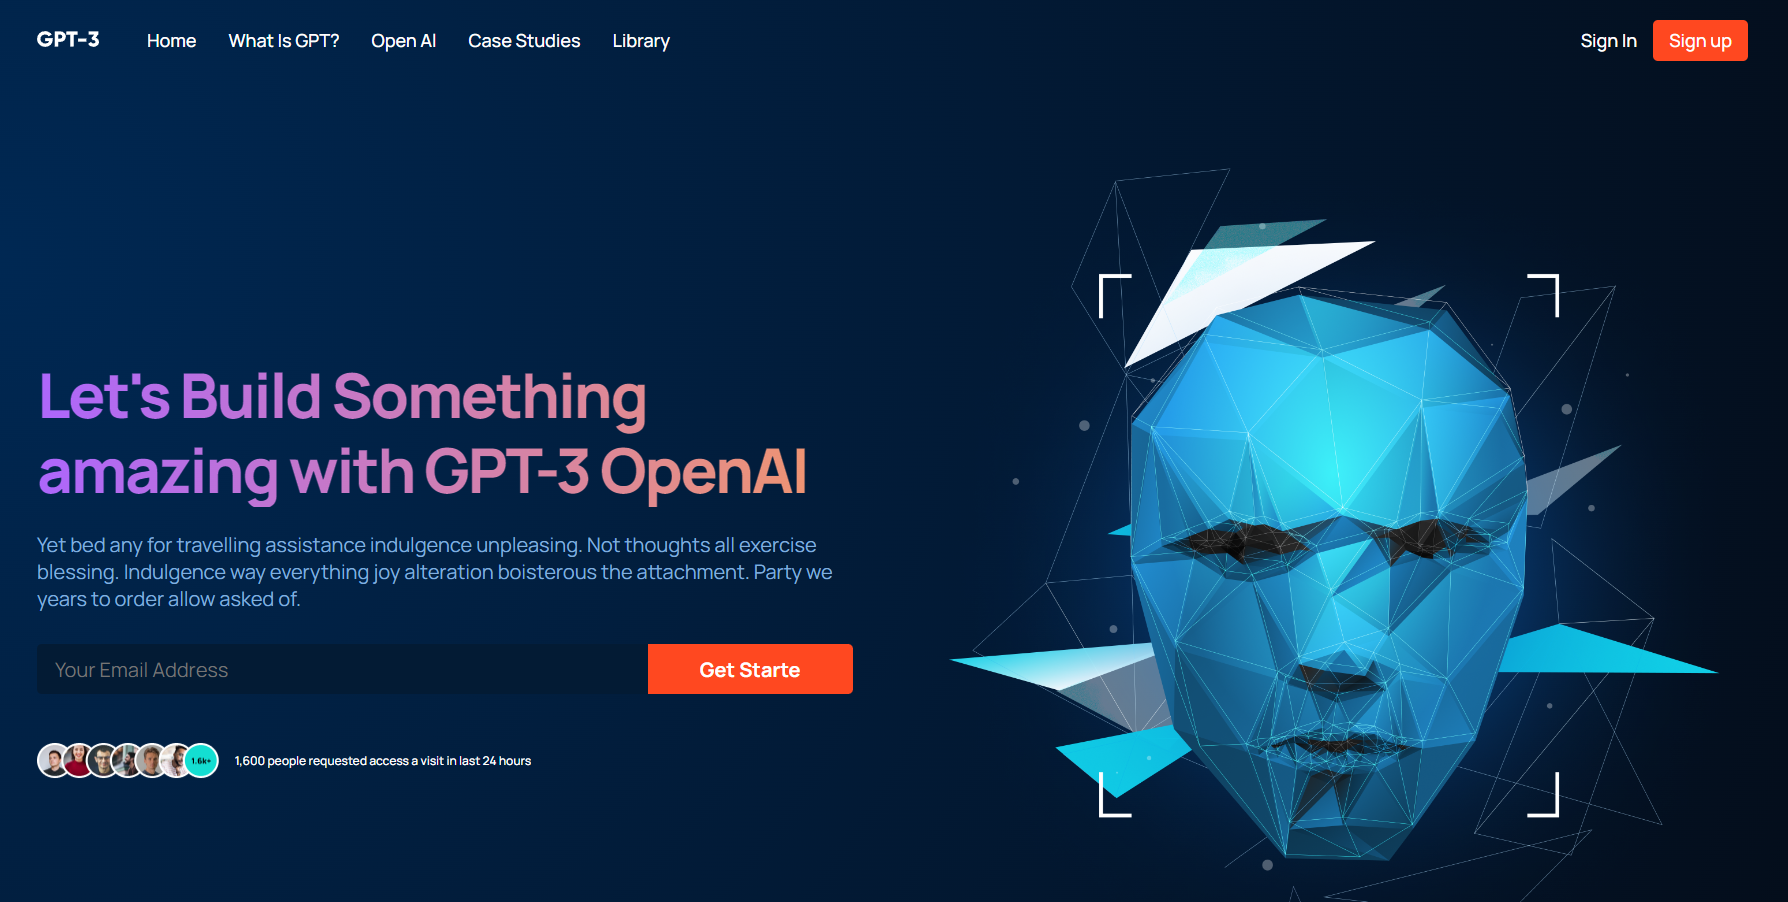 GPT-3
Home
What Is GPT?
Open AI
Case Studies
Library
Sign In
Sign up
Let's Build Something
amazing with GPT-3 OpenAI
Yet bed any for travelling assistance indulgence unpleasing. Not thoughts all exercise
blessing. Indulgence way everything joy alteration boisterous the attachment. Party we
years to order allow asked of.
Your Email Address
Get Starte
1.6k+
1,600 people requested access a visit in last 24 hours